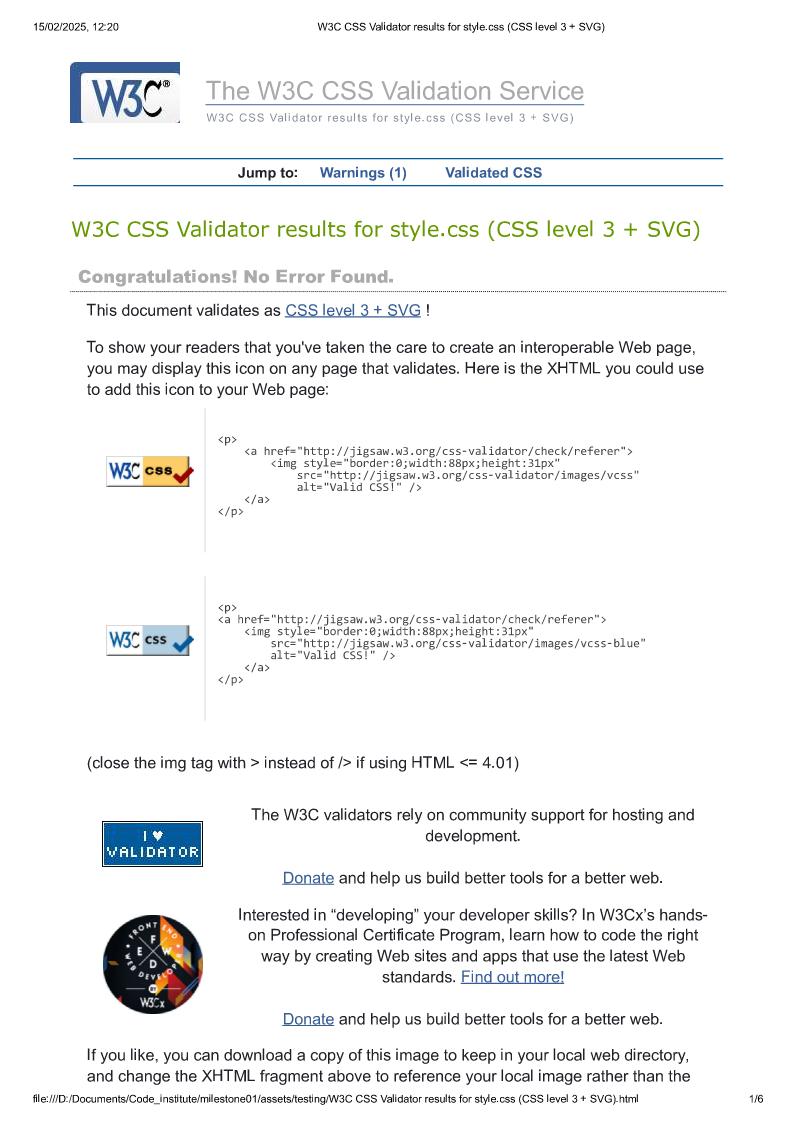 15/02/2025, 12:20 W3C CSS Validator results for style.css (CSS level 3 + SVG)
W3C®
The W3C CSS Validation Service
W3C CSS Validator results for style.css (CSS level 3 + SVG)
Jump to: Warnings (1) Validated CSS
W3C CSS Validator results for style.css (CSS level 3 + SVG)
Congratulations! No Error Found.
This document validates as CSS level 3 + SVG !
To show your readers that you've taken the care to create an interoperable Web page,
you may display this icon on any page that validates. Here is the XHTML you could use
to add this icon to your Web page:
W3C css
<p>
    <a href="http://jigsaw.w3.org/css-validator/check/referer">
        <img style="border:0;width:88px;height:31px"
            src="http://jigsaw.w3.org/css-validator/images/vcss"
            alt="Valid CSS!" />
    </a>
</p>
W3C css
<p>
<a href="http://jigsaw.w3.org/css-validator/check/referer">
    <img style="border:0;width:88px;height:31px"
        src="http://jigsaw.w3.org/css-validator/images/vcss-blue"
        alt="Valid CSS!" />
    </a>
</p>
(close the img tag with > instead of /> if using HTML <= 4.01)
I ♥
VALIDATOR
The W3C validators rely on community support for hosting and
development.
Donate and help us build better tools for a better web.
FRONT END
WEB DEVELOPER
F
E W
D
W3Cx
Interested in “developing” your developer skills? In W3Cx’s hands-
on Professional Certificate Program, learn how to code the right
way by creating Web sites and apps that use the latest Web
standards. Find out more!
Donate and help us build better tools for a better web.
If you like, you can download a copy of this image to keep in your local web directory,
and change the XHTML fragment above to reference your local image rather than the
file:///D:/Documents/Code_institute/milestone01/assets/testing/W3C CSS Validator results for style.css (CSS level 3 + SVG).html 1/6